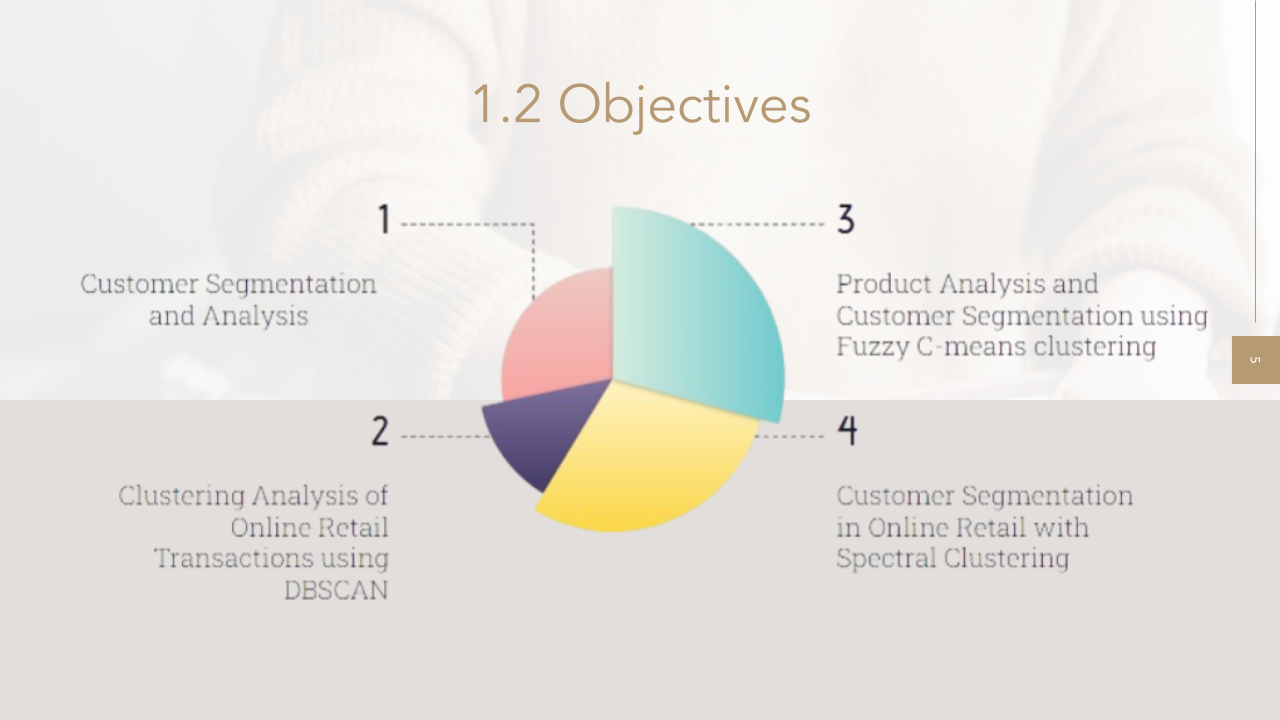 1.2 Objectives
1
Customer Segmentation
and Analysis
2
Clustering Analysis of
Online Retail
Transactions using
DBSCAN
3
Product Analysis and
Customer Segmentation using
Fuzzy C-means clustering
4
Customer Segmentation
in Online Retail with
Spectral Clustering
5